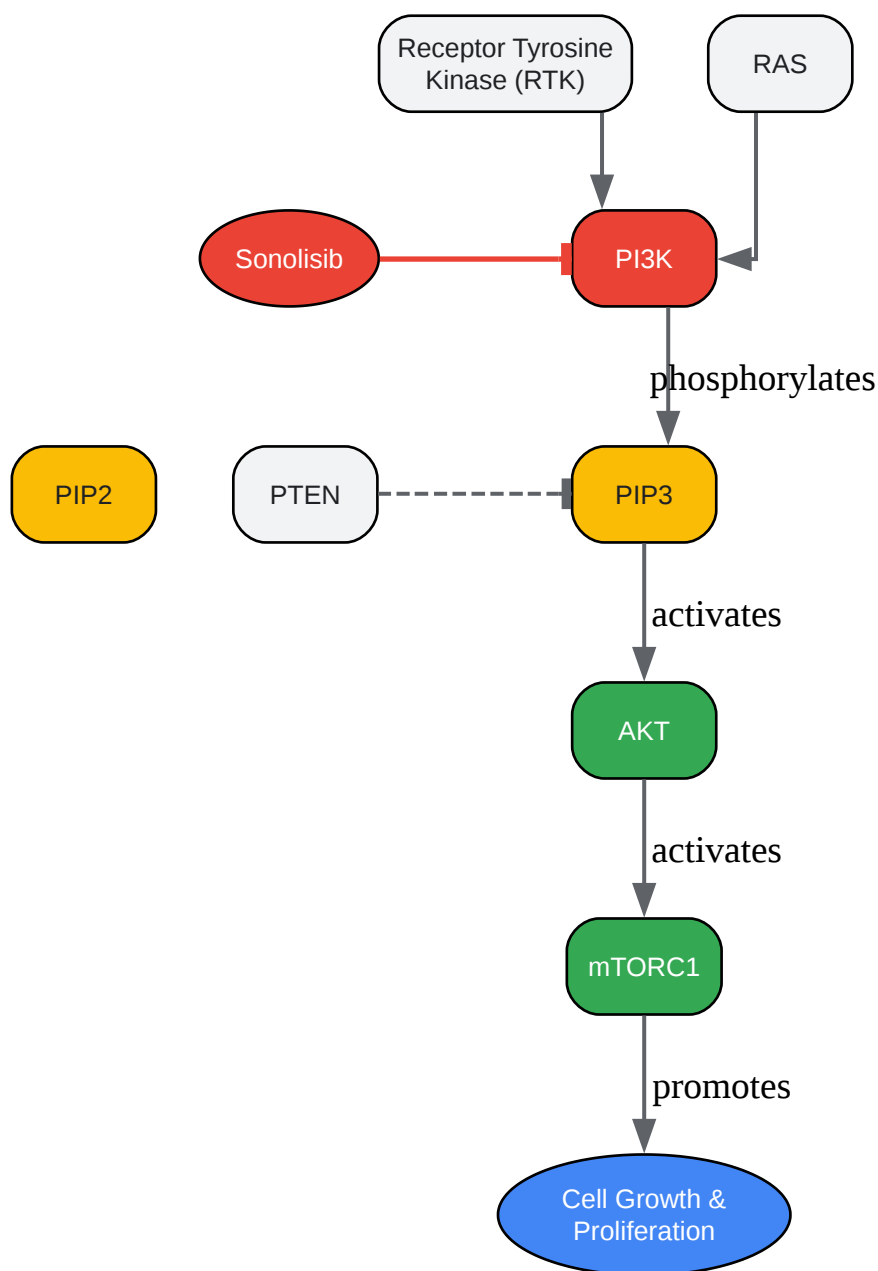 Receptor Tyrosine
Kinase (RTK)
RAS
Sonolisib
PI3K
phosphorylates
PIP2
PTEN
PIP3
activates
AKT
activates
mTORC1
promotes
Cell Growth &
Proliferation